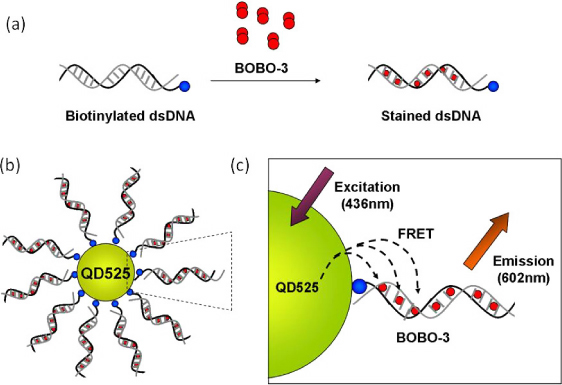 (a)
BOBO-3
Biotinylated dsDNA
Stained dsDNA
(b)
QD525
(c)
Excitation
(436nm)
FRET
QD525
Emission
(602nm)
BOBO-3